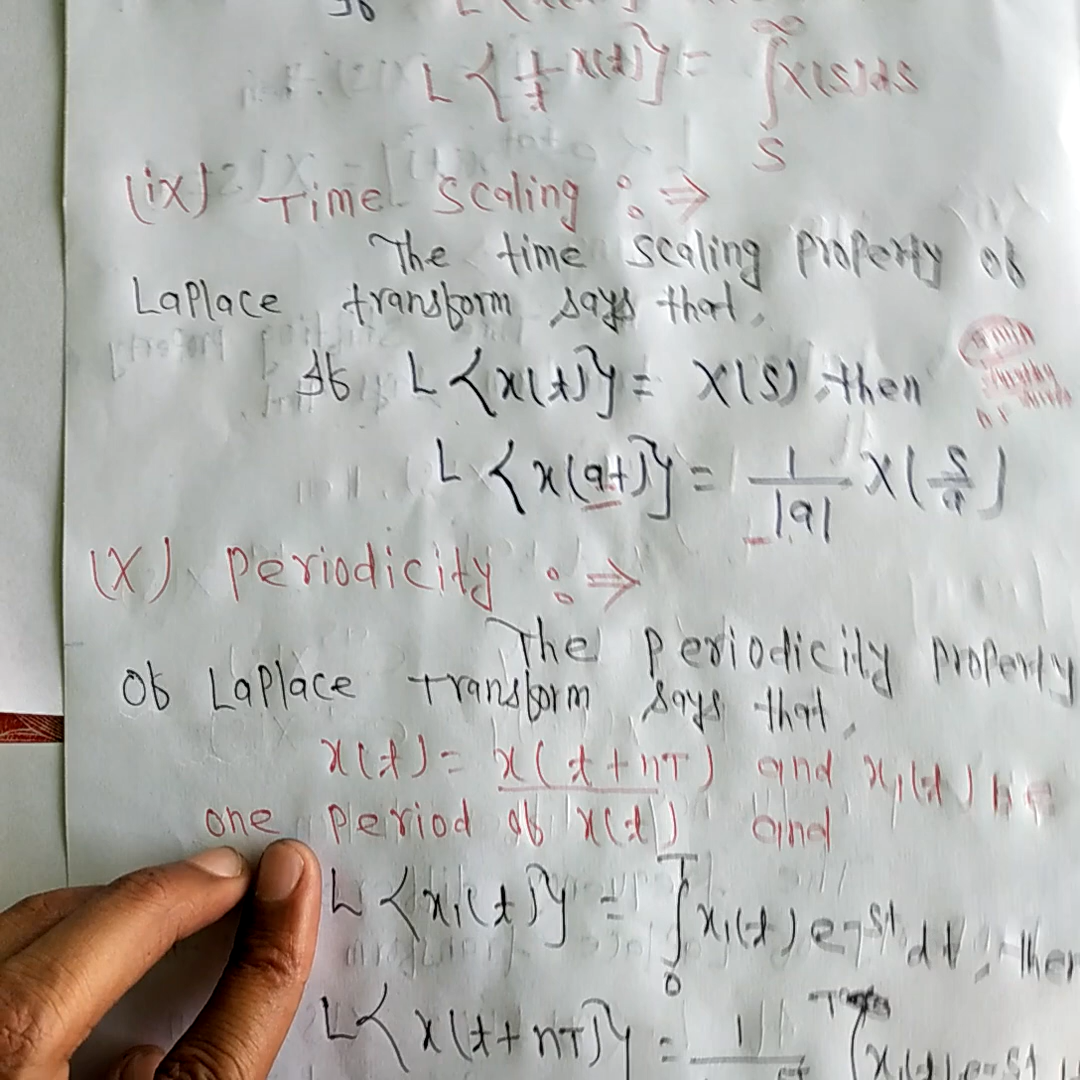 L{1/t x(t)} = ∫ₛ^∞ X(S)dS
(ix) Time Scaling :⇒
The time scaling Property of
Laplace transform says that,
If L{x(t)} = X(S), then
L{x(at)} = 1/|a| X(S/a)
(X) Periodicity :⇒
The Periodicity Property
Of Laplace transform says that,
x(t) = x(t+nT) and x₁(t) be
one Period of x(t) and
L{x₁(t)} = ∫₀^T x₁(t) e^-St dt, then
L{x(t+nT)} = 1